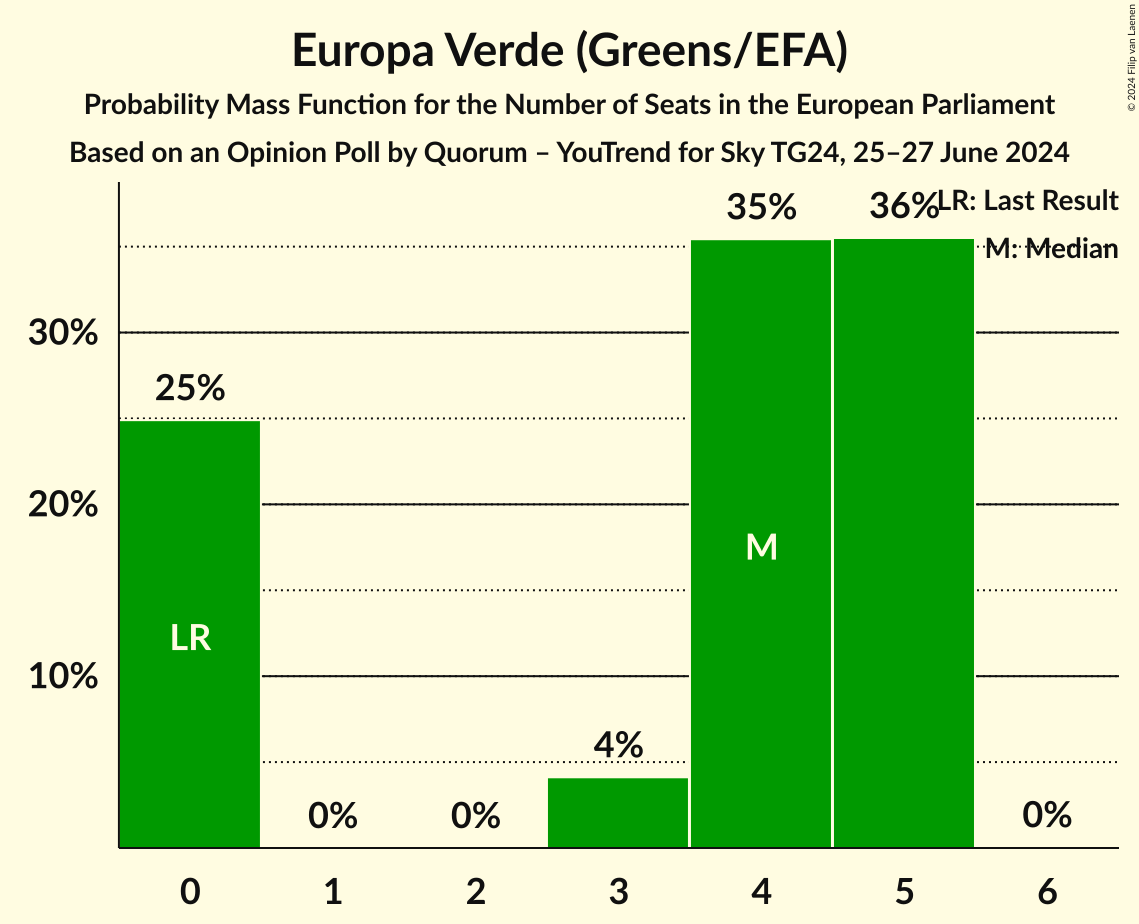 Europa Verde (Greens/EFA)
Probability Mass Function for the Number of Seats in the European Parliament
Based on an Opinion Poll by Quorum – YouTrend for Sky TG24, 25–27 June 2024
© 2024 Filip van Laenen
LR: Last Result
M: Median
35%
36%
30%
25%
20%
M
LR
10%
4%
0%
0%
0%
0
1
2
3
4
5
6